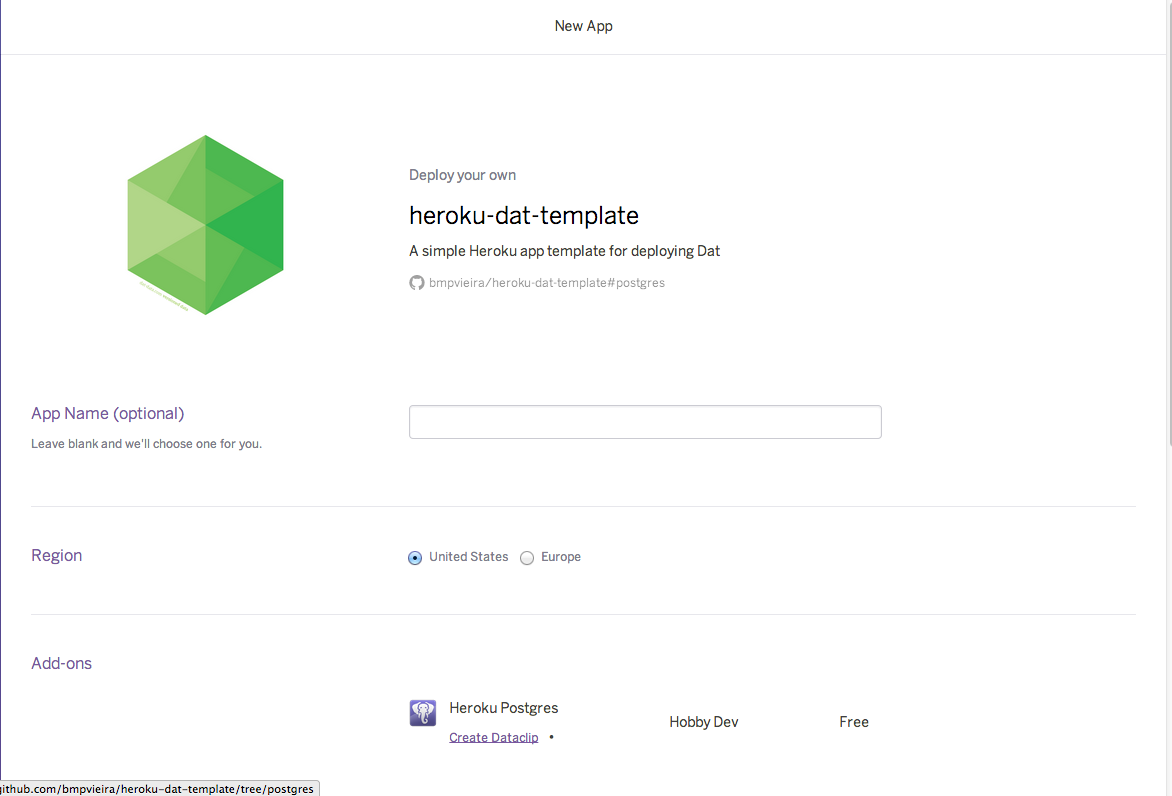 New App
Deploy your own
heroku-dat-template
A simple Heroku app template for deploying Dat
bmpvieira/heroku-dat-template#postgres
App Name (optional)
Leave blank and we'll choose one for you.
Region
United States Europe
Add-ons
Heroku Postgres
Hobby Dev Free
Create Dataclip •
github.com/bmpvieira/heroku-dat-template/tree/postgres